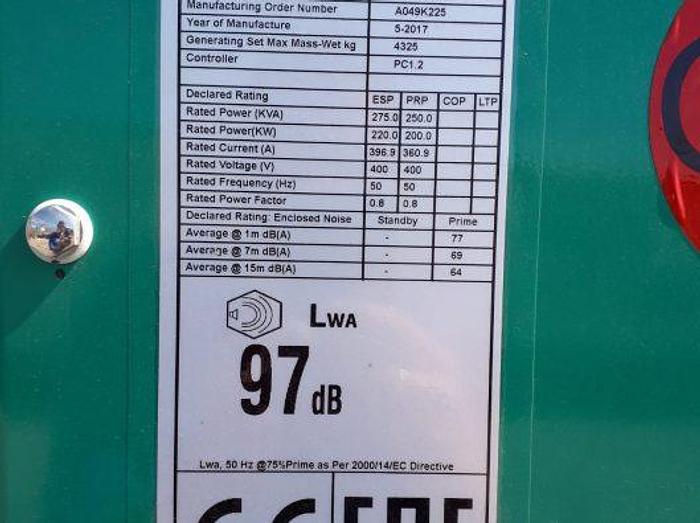 Manufacturing Order Number A049K225
Year of Manufacture 5-2017
Generating Set Max Mass-Wet kg 4325
Controller PC1.2
Declared Rating ESP PRP COP LTP
Rated Power (KVA) 275.0 250.0
Rated Power(KW) 220.0 200.0
Rated Current (A) 396.9 360.9
Rated Voltage (V) 400 400
Rated Frequency (Hz) 50 50
Rated Power Factor 0.8 0.8
Declared Rating: Enclosed Noise Standby Prime
Average @ 1m dB(A) - 77
Average @ 7m dB(A) - 69
Average @ 15m dB(A) - 64
LWA
97 dB
Lwa, 50 Hz @75%Prime as Per 2000/14/EC Directive